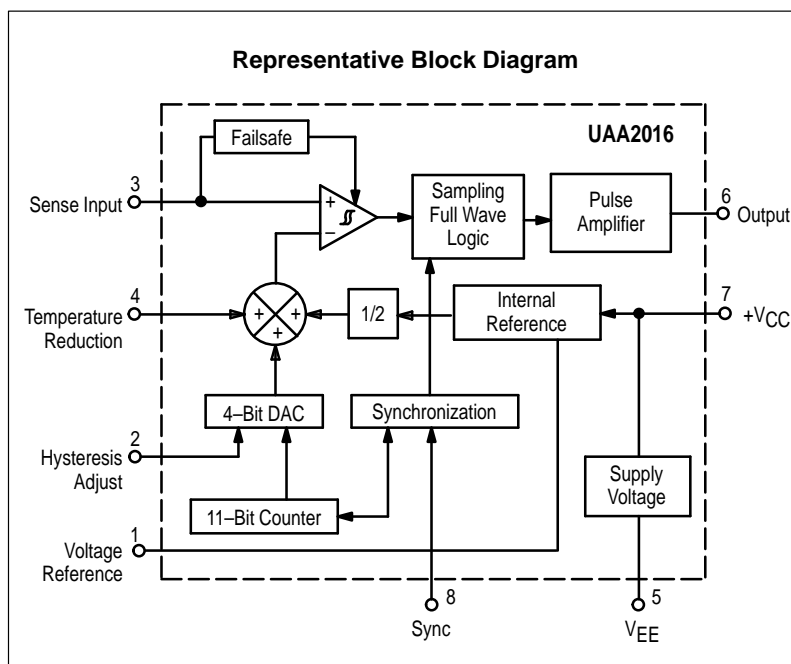 Representative Block Diagram
UAA2016
Failsafe
3
Sense Input
+
–
Sampling
Full Wave
Logic
Pulse
Amplifier
6
Output
4
Temperature
Reduction
+
+
+
1/2
Internal
Reference
7
+VCC
4–Bit DAC
Synchronization
2
Hysteresis
Adjust
Supply
Voltage
11–Bit Counter
1
Voltage
Reference
8
Sync
5
VEE